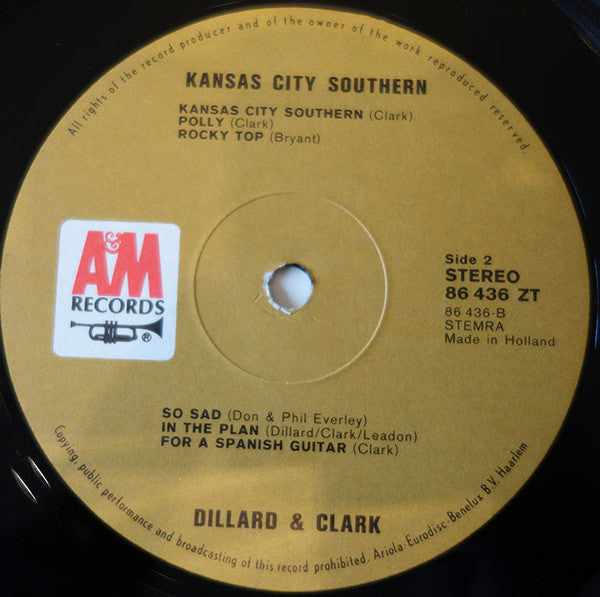 All rights of the record producer and of the owner of the work reproduced reserved.
KANSAS CITY SOUTHERN
KANSAS CITY SOUTHERN (Clark)
POLLY (Clark)
ROCKY TOP (Bryant)
A&M
RECORDS
®
Side 2
STEREO
86 436 ZT
86 436-B
STEMRA
Made in Holland
SO SAD (Don & Phil Everley)
IN THE PLAN (Dillard/Clark/Leadon)
FOR A SPANISH GUITAR (Clark)
DILLARD & CLARK
Copying, public performance and broadcasting of this record prohibited. Ariola-Eurodisc-Benelux B.V. Haarlem